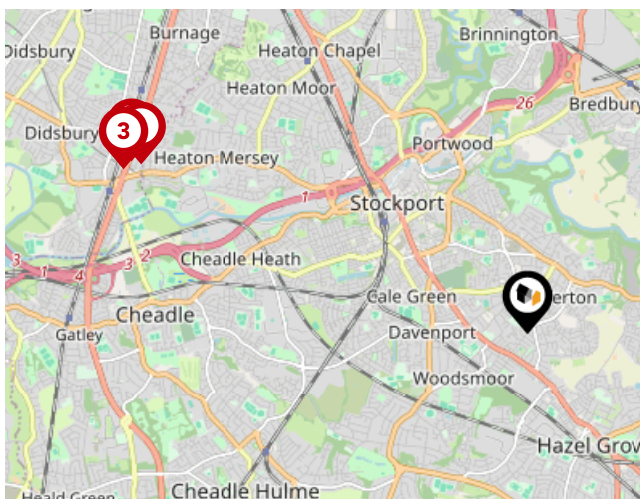 Burnage
Brinnington
Didsbury
Heaton Chapel
Heaton Moor
26
Bredbury
3
Didsbury
Portwood
Heaton Mersey
1
Stockport
3
1
4
3
2
Cheadle Heath
Cale Green
erton
Cheadle
Gatley
Davenport
Woodsmoor
Hazel Grov
Heald Green
Cheadle Hulme